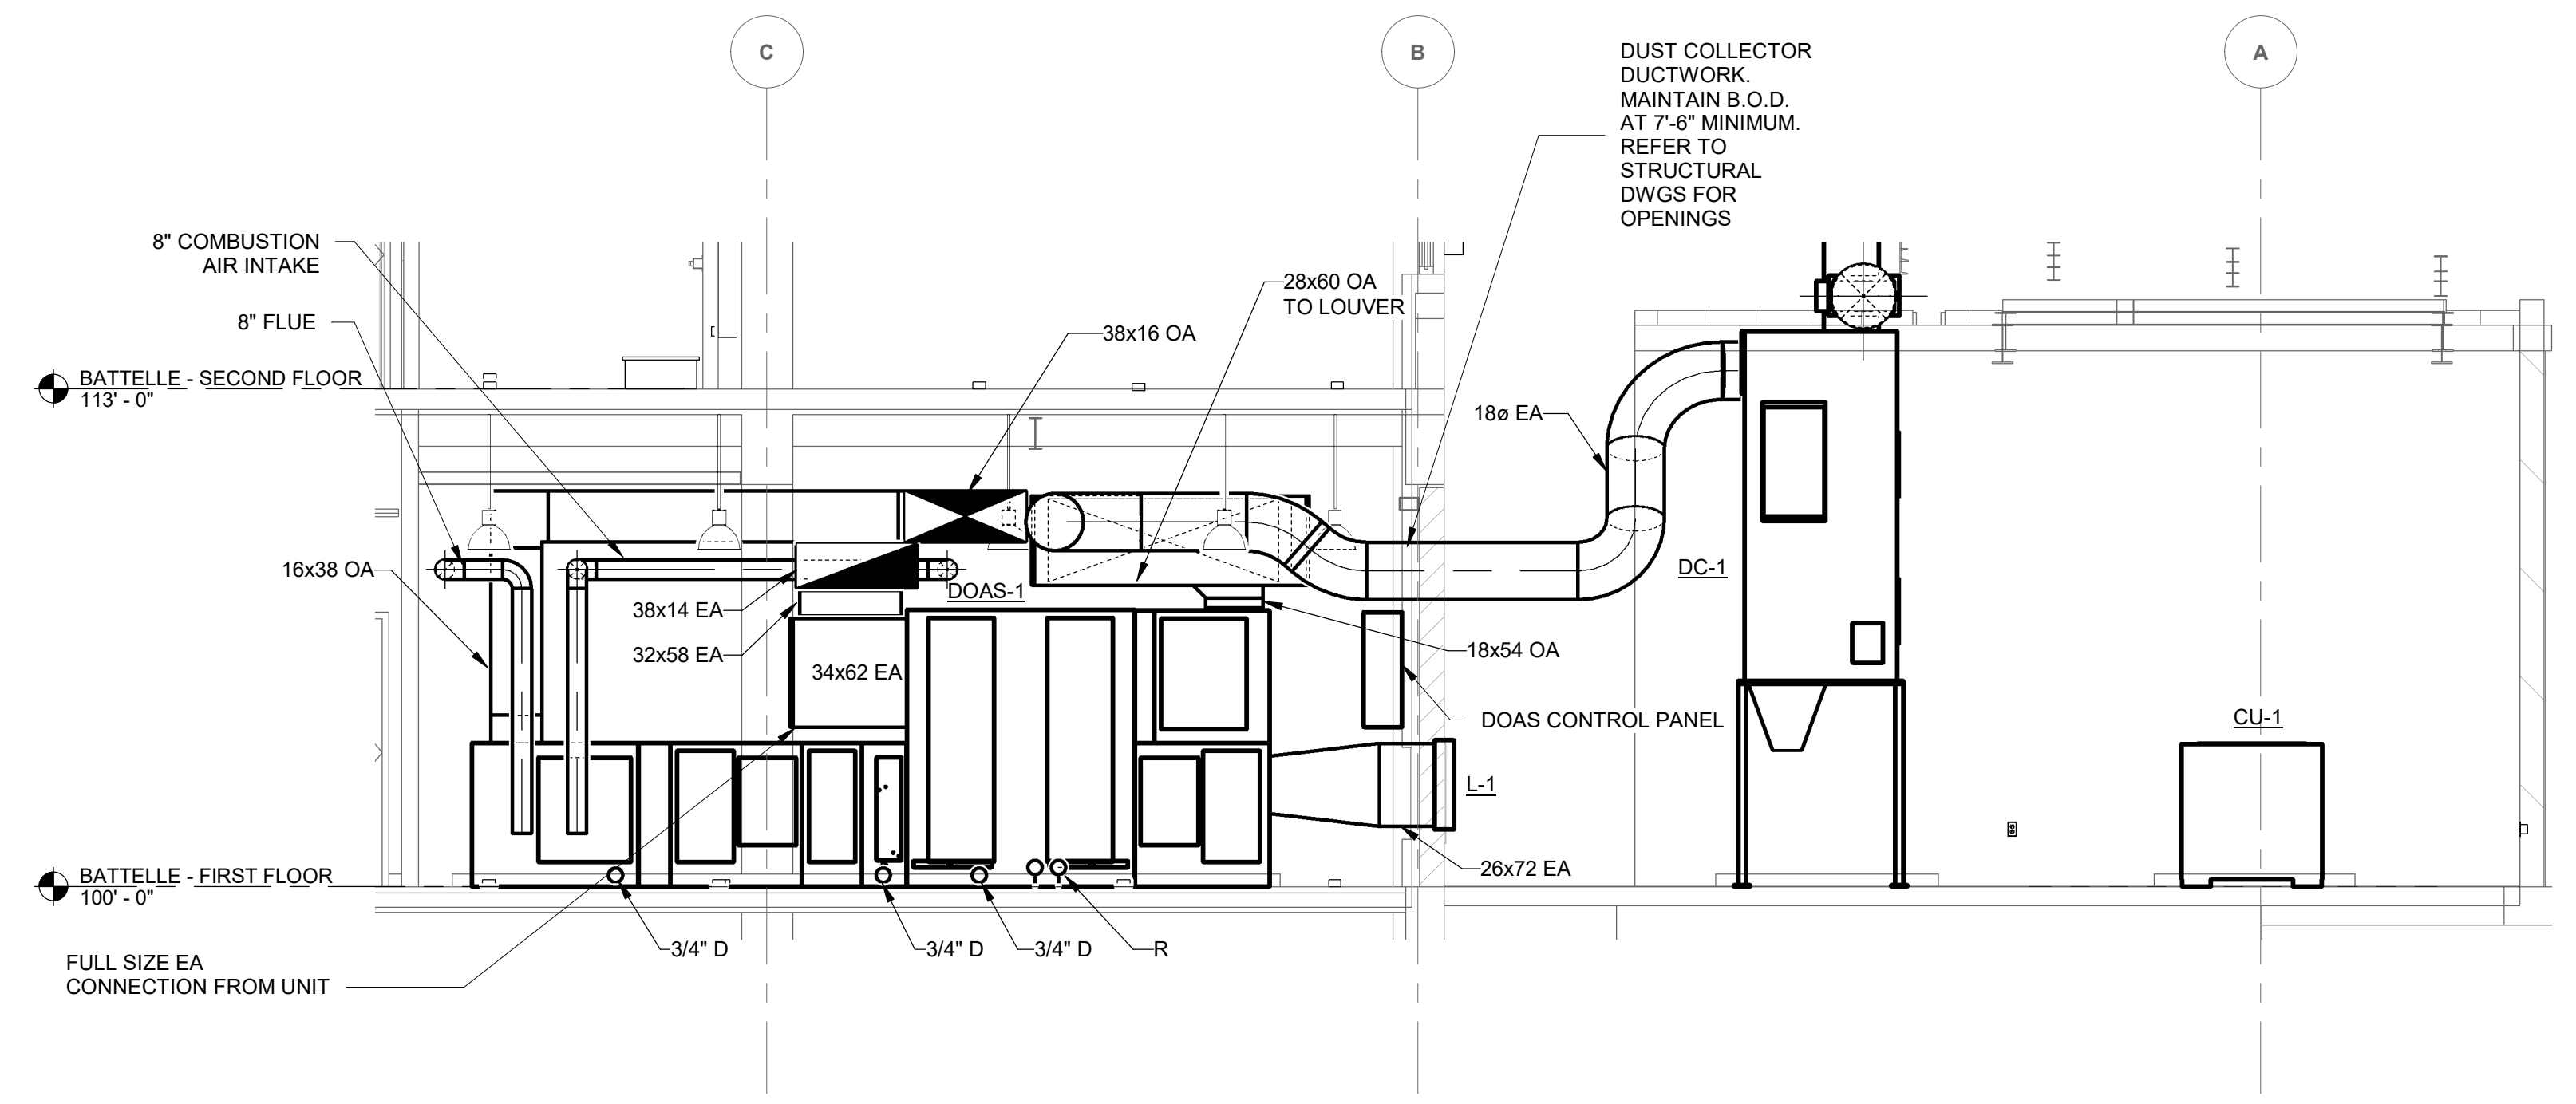 C
B
A
DUST COLLECTOR
DUCTWORK.
MAINTAIN B.O.D.
AT 7'-6" MINIMUM.
REFER TO
STRUCTURAL
DWGS FOR
OPENINGS
8" COMBUSTION
AIR INTAKE
28x60 OA
TO LOUVER
8" FLUE
38x16 OA
BATTELLE - SECOND FLOOR
113' - 0"
18ø EA
16x38 OA
DC-1
DOAS-1
38x14 EA
32x58 EA
18x54 OA
34x62 EA
DOAS CONTROL PANEL
CU-1
L-1
26x72 EA
BATTELLE - FIRST FLOOR
100' - 0"
3/4" D
3/4" D
3/4" D
R
FULL SIZE EA
CONNECTION FROM UNIT